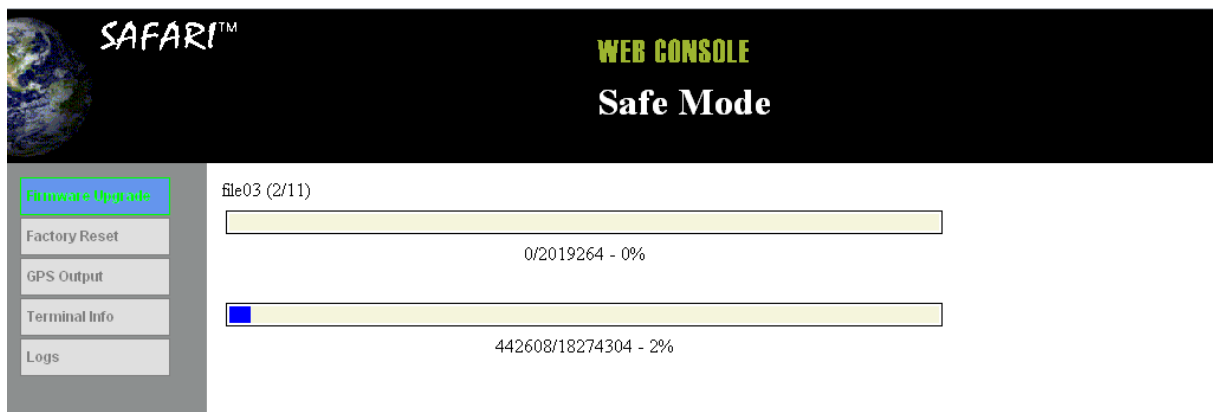 SAFARI™
WEB CONSOLE
Safe Mode
Firmware Upgrade
Factory Reset
GPS Output
Terminal Info
Logs
file03 (2/11)
0/2019264 - 0%
442608/18274304 - 2%